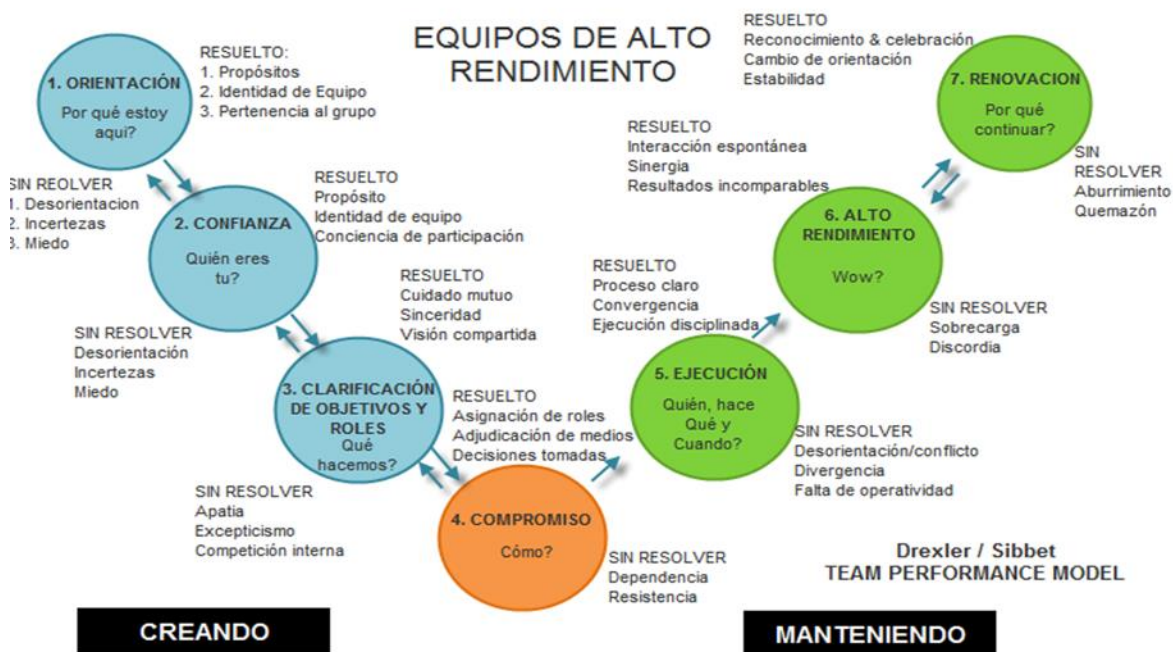 EQUIPOS DE ALTO
RENDIMIENTO
1. ORIENTACIÓN
Por qué estoy
aqui?
RESUELTO:
1. Propósitos
2. Identidad de Equipo
3. Pertenencia al grupo
SIN REOLVER
1. Desorientacion
2. Incertezas
3. Miedo
2. CONFIANZA
Quién eres
tu?
RESUELTO
Propósito
Identidad de equipo
Conciencia de participación
SIN RESOLVER
Desorientación
Incertezas
Miedo
3. CLARIFICACIÓN
DE OBJETIVOS Y
ROLES
Qué
hacemos?
RESUELTO
Cuidado mutuo
Sinceridad
Visión compartida
SIN RESOLVER
Apatia
Excepticismo
Competición interna
4. COMPROMISO
Cómo?
RESUELTO
Asignación de roles
Adjudicación de medios
Decisiones tomadas
SIN RESOLVER
Dependencia
Resistencia
5. EJECUCIÓN
Quién, hace
Qué y
Cuando?
RESUELTO
Proceso claro
Convergencia
Ejecución disciplinada
SIN RESOLVER
Desorientación/conflicto
Divergencia
Falta de operatividad
6. ALTO
RENDIMIENTO
Wow?
RESUELTO
Interacción espontánea
Sinergia
Resultados incomparables
SIN RESOLVER
Sobrecarga
Discordia
7. RENOVACION
Por qué
continuar?
RESUELTO
Reconocimiento & celebración
Cambio de orientación
Estabilidad
SIN
RESOLVER
Aburrimiento
Quemazón
Drexler / Sibbet
TEAM PERFORMANCE MODEL
CREANDO
MANTENIENDO